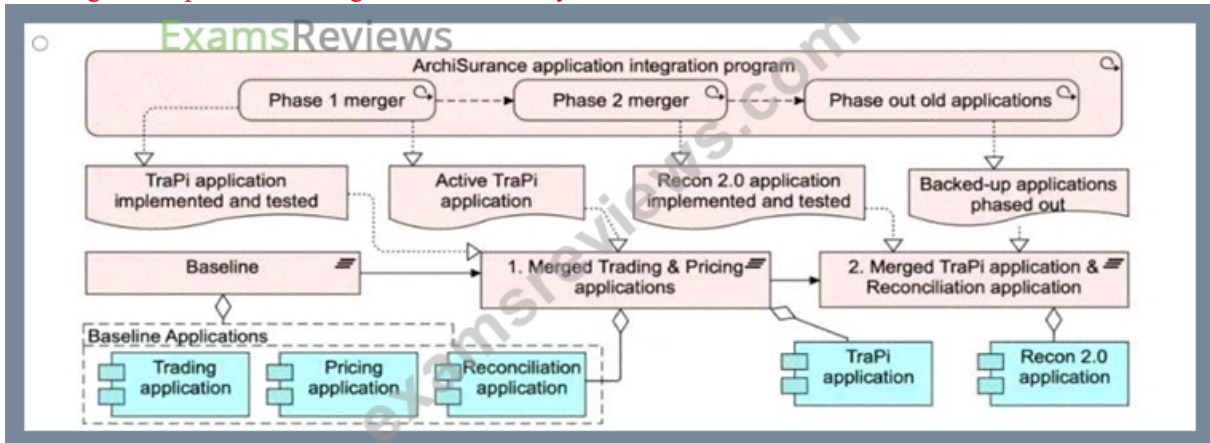 ExamsReviews
ArchiSurance application integration program
Phase 1 merger
Phase 2 merger
Phase out old applications
TraPi application
implemented and tested
Active TraPi
application
Recon 2.0 application
implemented and tested
Backed-up applications
phased out
Baseline
1. Merged Trading & Pricing
applications
2. Merged TraPi application &
Reconciliation application
Baseline Applications
Trading
application
Pricing
application
Reconciliation
application
TraPi
application
Recon 2.0
application
examsreviews.com